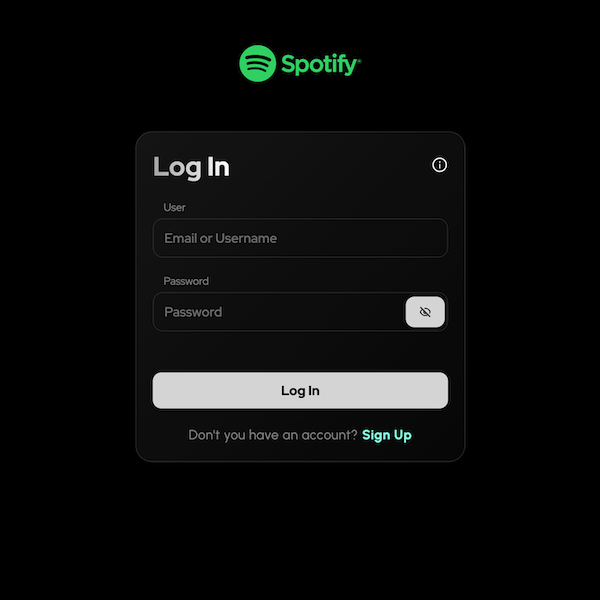 Spotify
Log In
User
Email or Username
Password
Password
Log In
Don't you have an account? Sign Up